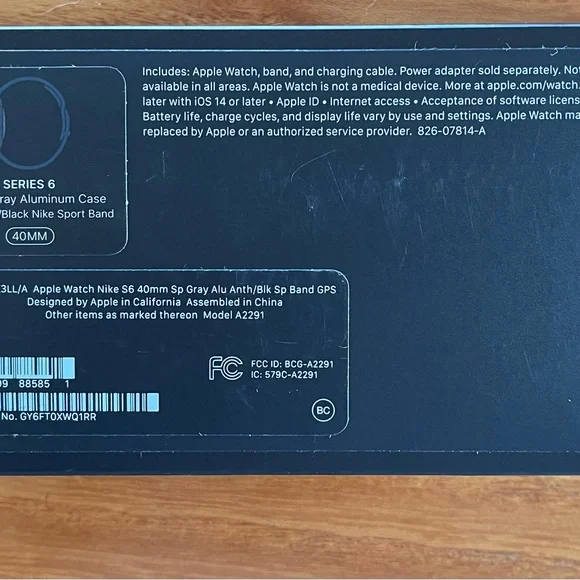 Includes: Apple Watch, band, and charging cable. Power adapter sold separately.
available in all areas. Apple Watch is not a medical device. More at apple.com/watch.
later with iOS 14 or later • Apple ID • Internet access • Acceptance of software
Battery life, charge cycles, and display life vary by use and settings. Apple Watch
replaced by Apple or an authorized service provider. 826-07814-A
SERIES 6
Aluminum Case
/Black Nike Sport Band
40MM
3LL/A Apple Watch Nike S6 40mm Sp Gray Alu Anth/Blk Sp Band GPS
Designed by Apple in California Assembled in China
Other items as marked thereon Model A2291
FC
FCC ID: BCG-A2291
IC: 579C-A2291
88585 1
No. GY6FT0XWQ1RR
BC